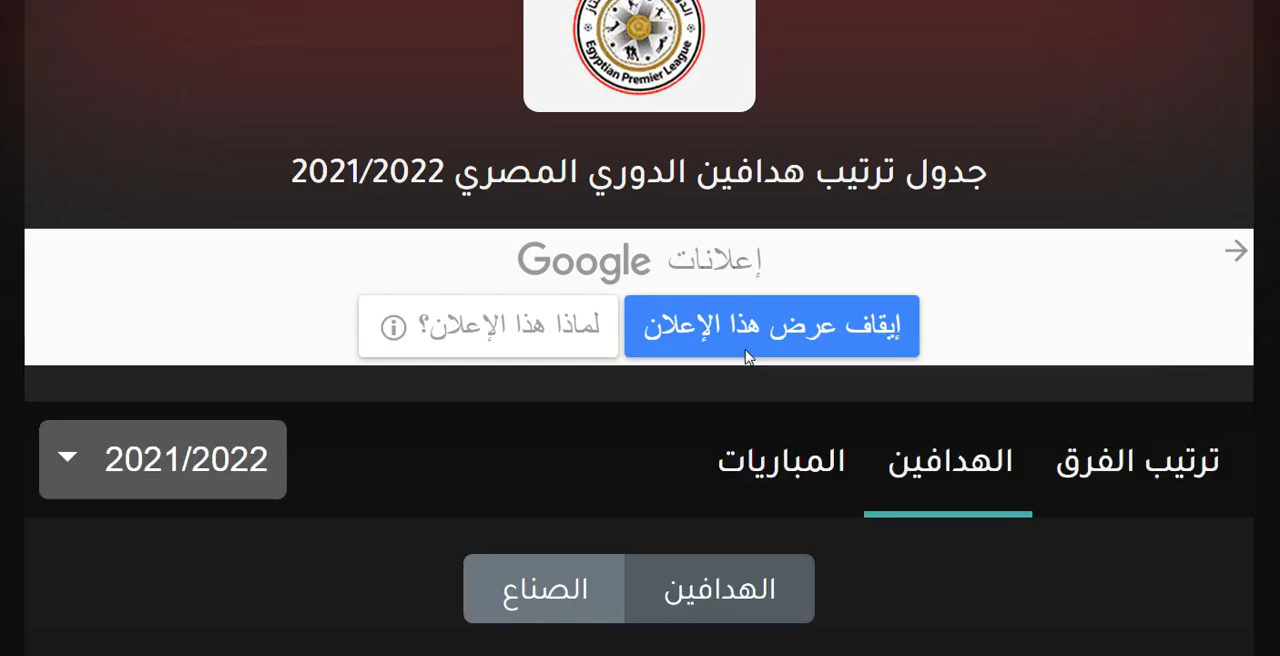 Egyptian Premier League
جدول ترتيب هدافين الدوري المصري 2021/2022
إعلانات Google
إيقاف عرض هذا الإعلان
لماذا هذا الإعلان؟
ترتيب الفرق
الهدافين
المباريات
2021/2022
الهدافين
الصناع